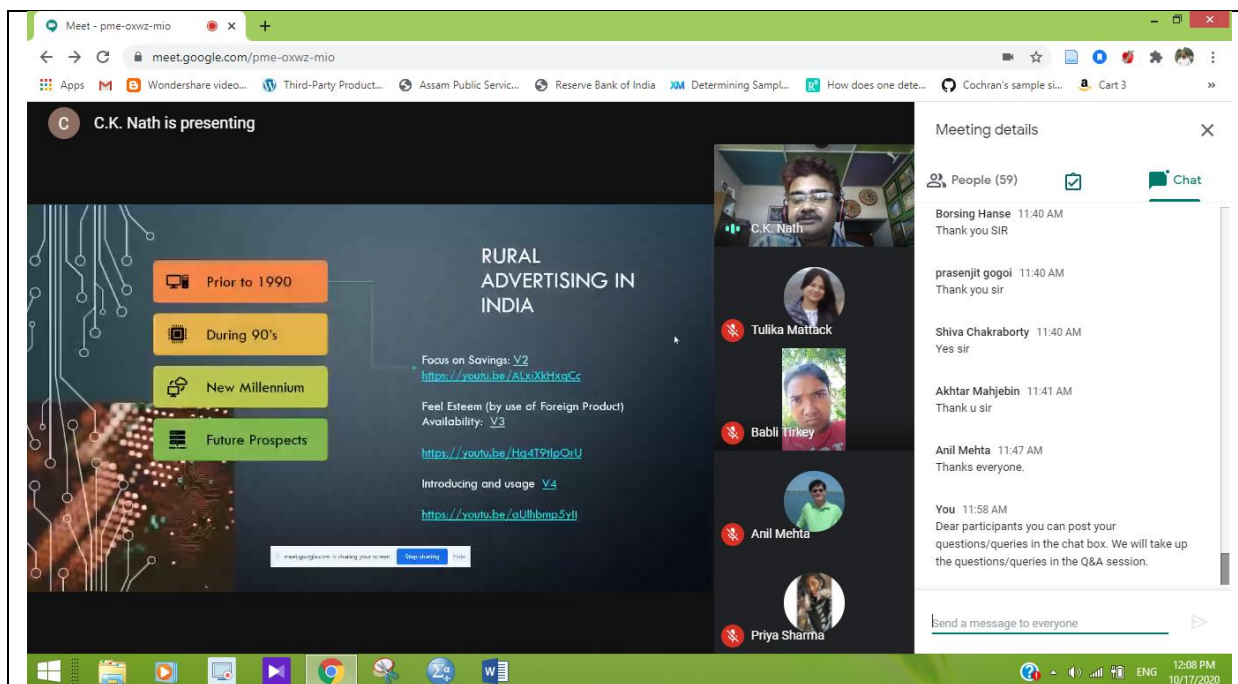 Meet - pme-oxwz-mio
meet.google.com/pme-oxwz-mio
Apps
Wondershare video...
Third-Party Product...
Assam Public Servic...
Reserve Bank of India
XM Determining Sampl...
How does one dete...
Cochran's sample si...
Cart 3
C
C.K. Nath is presenting
Prior to 1990
During 90's
New Millennium
Future Prospects
RURAL
ADVERTISING IN
INDIA
Focus on Savings: V2
https://youtu.be/ALxiXkHxqCc
Feel Esteem (by use of Foreign Product)
Availability: V3
https://youtu.be/Hq4T9tlpOrU
Introducing and usage V4
https://youtu.be/aUlhbmp5yII
meet.google.com is sharing your screen.
Stop sharing
Hide
C.K. Nath
Tulika Mattack
Babli Tirkey
Anil Mehta
Priya Sharma
Meeting details
People (59)
Chat
Borsing Hanse 11:40 AM
Thank you SIR
prasenjit gogoi 11:40 AM
Thank you sir
Shiva Chakraborty 11:40 AM
Yes sir
Akhtar Mahjebin 11:41 AM
Thank u sir
Anil Mehta 11:47 AM
Thanks everyone.
You 11:58 AM
Dear participants you can post your
questions/queries in the chat box. We will take up
the questions/queries in the Q&A session.
Send a message to everyone
ENG
12:08 PM
10/17/2020